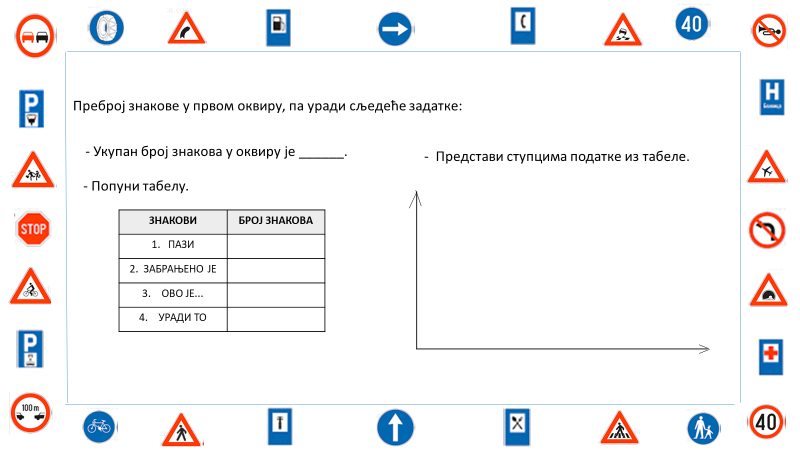 40
P
H
Болница
Преброј знакове у првом оквиру, па уради сљедеће задатке:
- Укупан број знакова у оквиру је ______.
- Представи ступцима податке из табеле.
- Попуни табелу.
ЗНАКОВИ БРОЈ ЗНАКОВА
1. ПАЗИ
2. ЗАБРАЊЕНО ЈЕ
3. ОВО ЈЕ...
4. УРАДИ ТО
STOP
P
100 m
40